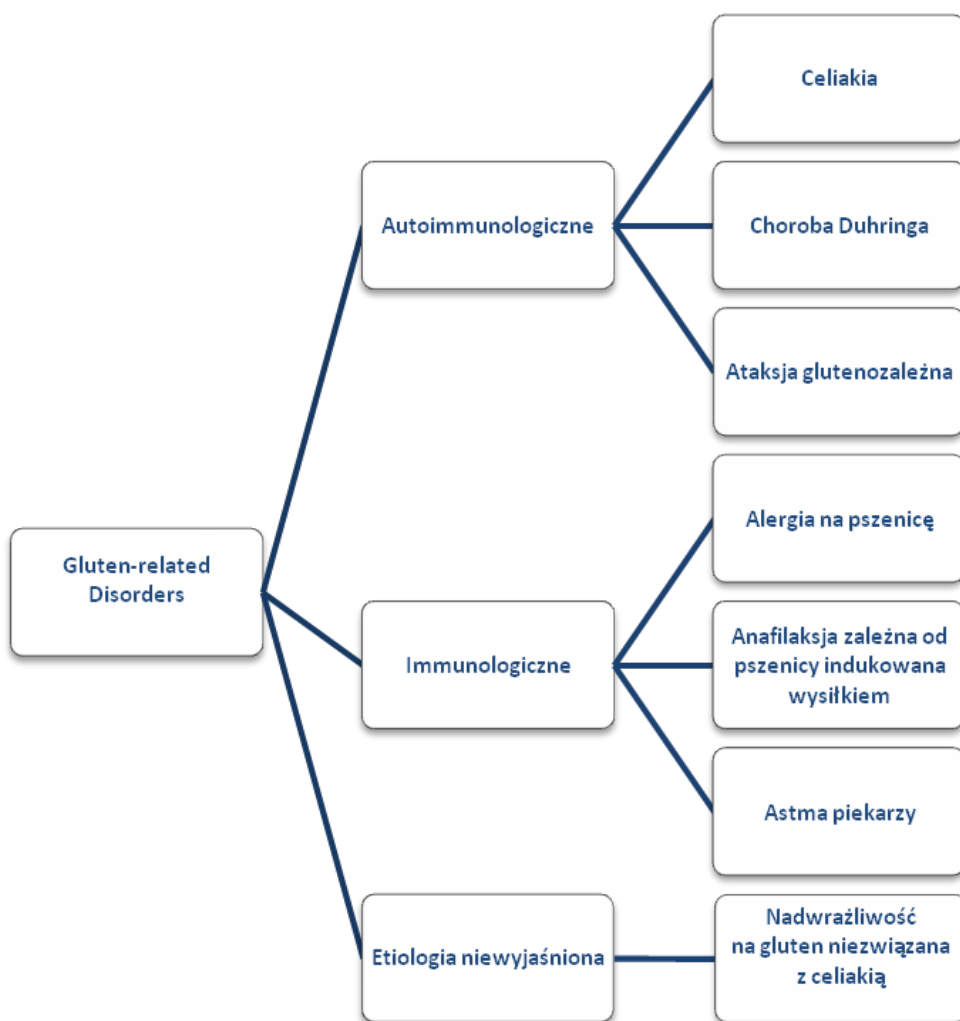 Celiakia
Autoimmunologiczne
Choroba Duhringa
Ataksja glutenozależna
Alergia na pszenicę
Gluten-related
Disorders
Anafilaksja zależna od
pszenicy indukowana
wysiłkiem
Immunologiczne
Astma piekarzy
Etiologia niewyjaśniona
Nadwrażliwość
na gluten niezwiązana
z celiakią